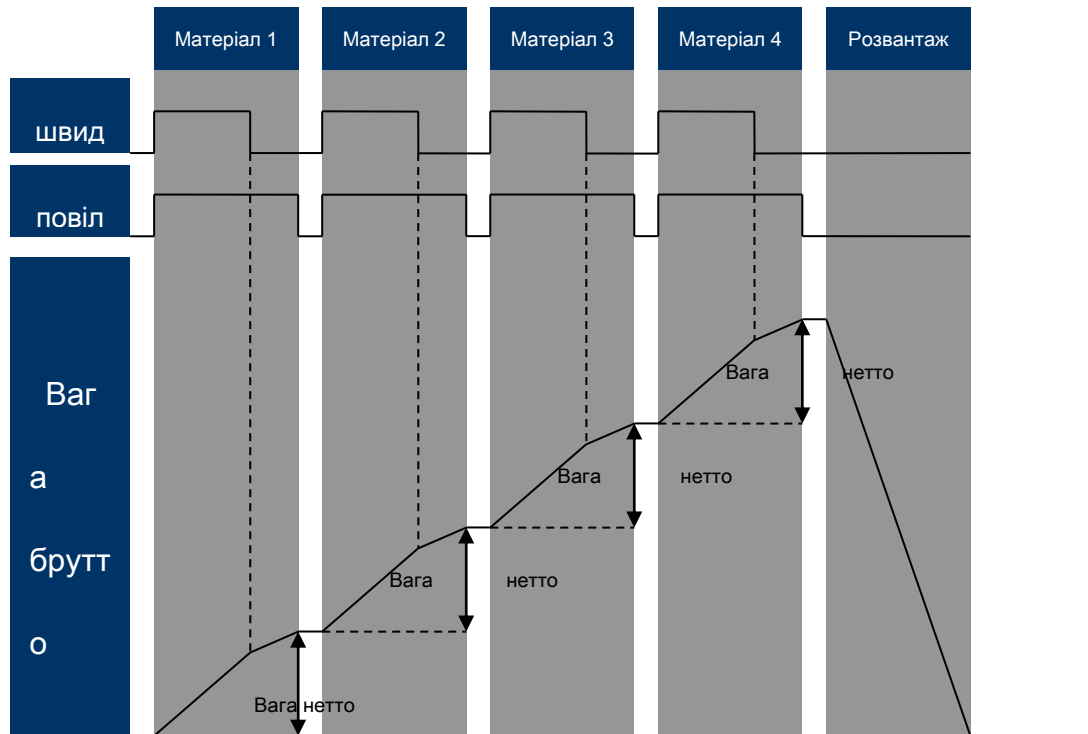 Матеріал 1
Матеріал 2
Матеріал 3
Матеріал 4
Розвантаж
швид
повіл
Ваг
а
брутт
о
Вага нетто
Вага нетто
Вага нетто
Вага нетто